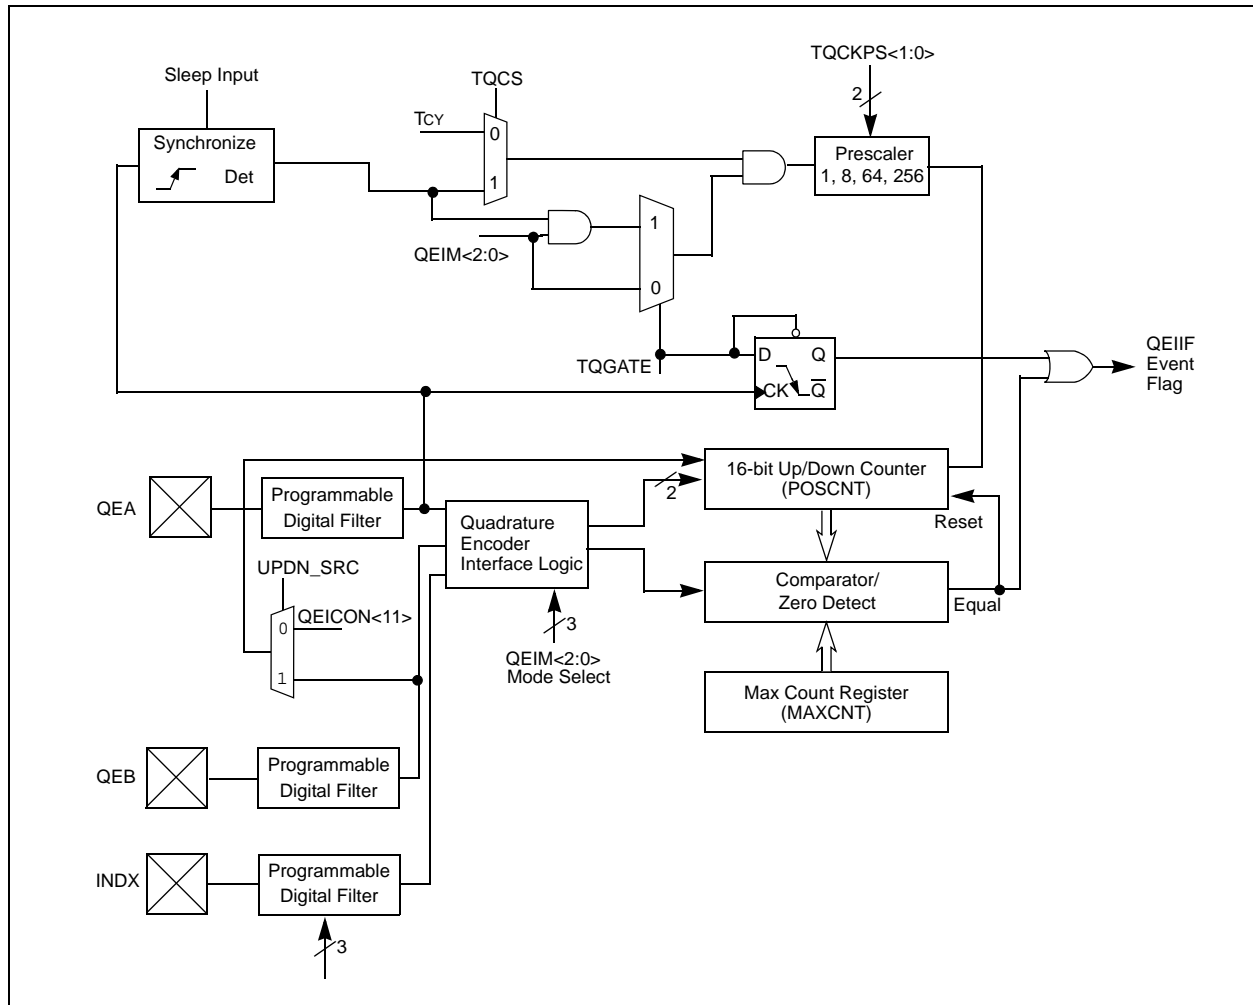 TQCKPS<1:0>
Sleep Input
TQCS
2
TCY
0
Synchronize
Det
1
Prescaler
1, 8, 64, 256
QEIM<2:0>
1
0
TQGATE
D
Q
CK
Q
QEIIF
Event
Flag
QEA
Programmable
Digital Filter
Quadrature
Encoder
Interface Logic
2
16-bit Up/Down Counter
(POSCNT)
Reset
UPDN_SRC
0
QEICON<11>
1
3
QEIM<2:0>
Mode Select
Comparator/
Zero Detect
Equal
Max Count Register
(MAXCNT)
QEB
Programmable
Digital Filter
INDX
Programmable
Digital Filter
3